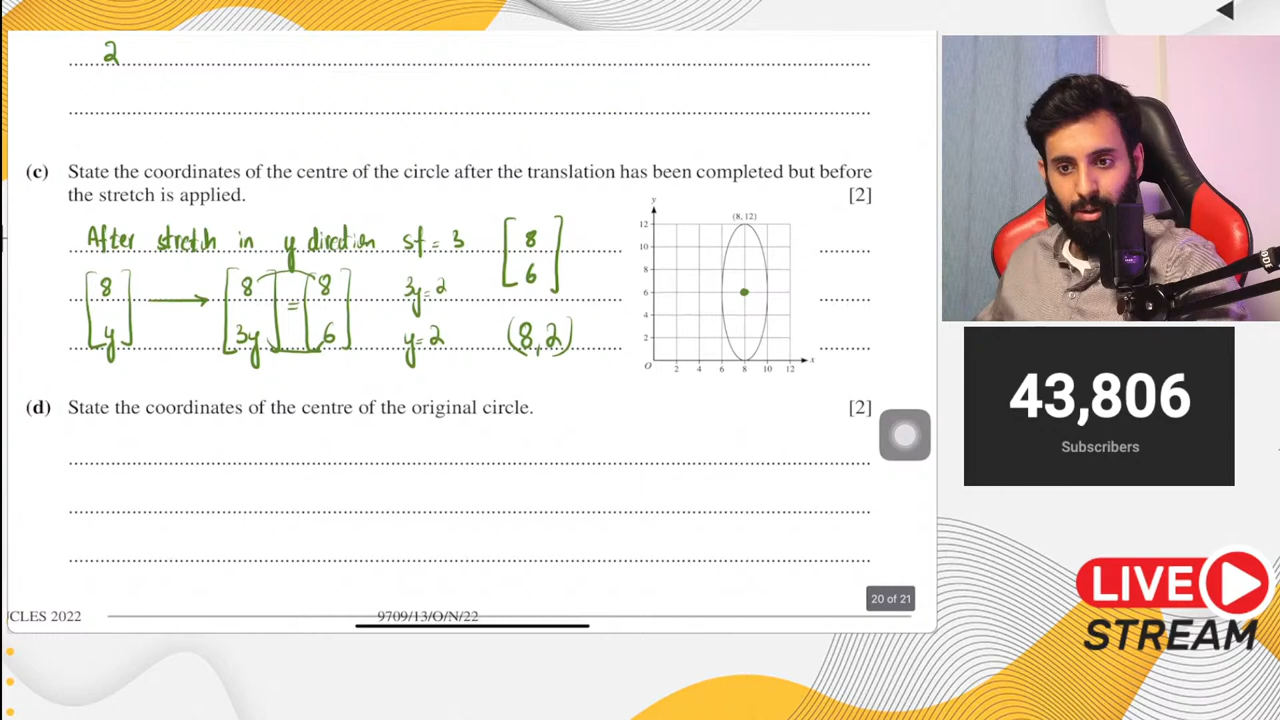 2
(c) State the coordinates of the centre of the circle after the translation has been completed but before
the stretch is applied. [2]
After stretch in y direction sf = 3 [8 6]
[8 y] → [8 3y] = [8 6] 3y = 2
y = 2 (8, 2)
y
(8, 12)
12
10
8
6
4
2
O 2 4 6 8 10 12 x
(d) State the coordinates of the centre of the original circle. [2]
20 of 21
CLES 2022 9709/13/O/N/22
43,806
Subscribers
LIVE
STREAM
CODE